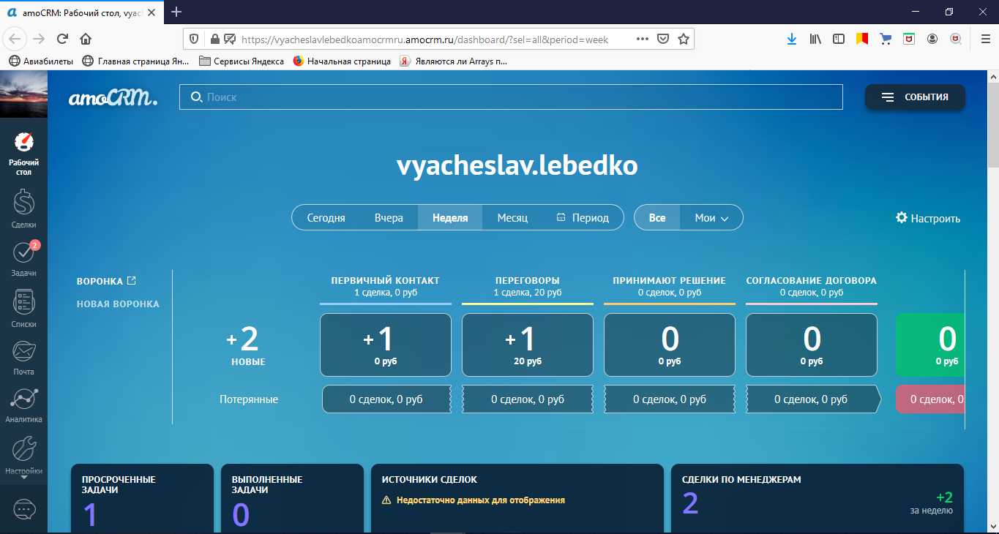 amoCRM: Рабочий стол, vyac
https://vyacheslavlebedkoamocrmru.amocrm.ru/dashboard/?sel=all&period=week
Авиабилеты
Главная страница Ян...
Сервисы Яндекса
Начальная страница
Являются ли Arrays п...
amoCRM.
Поиск
СОБЫТИЯ
Рабочий
стол
Сделки
2
Задачи
Списки
Почта
Аналитика
Настройки
vyacheslav.lebedko
Сегодня Вчера Неделя Месяц Период
Все Мои
Настроить
ВОРОНКА
НОВАЯ ВОРОНКА
ПЕРВИЧНЫЙ КОНТАКТ
1 сделка, 0 руб
ПЕРЕГОВОРЫ
1 сделка, 20 руб
ПРИНИМАЮТ РЕШЕНИЕ
0 сделок, 0 руб
СОГЛАСОВАНИЕ ДОГОВОРА
0 сделок, 0 руб
+2
НОВЫЕ
+1
0 руб
+1
20 руб
0
0 руб
0
0 руб
0
0 руб
Потерянные
0 сделок, 0 руб
0 сделок, 0 руб
0 сделок, 0 руб
0 сделок, 0 руб
0 сделок, 0
ПРОСРОЧЕННЫЕ
ЗАДАЧИ
1
ВЫПОЛНЕННЫЕ
ЗАДАЧИ
0
ИСТОЧНИКИ СДЕЛОК
Недостаточно данных для отображения
СДЕЛКИ ПО МЕНЕДЖЕРАМ
2
+2
за неделю